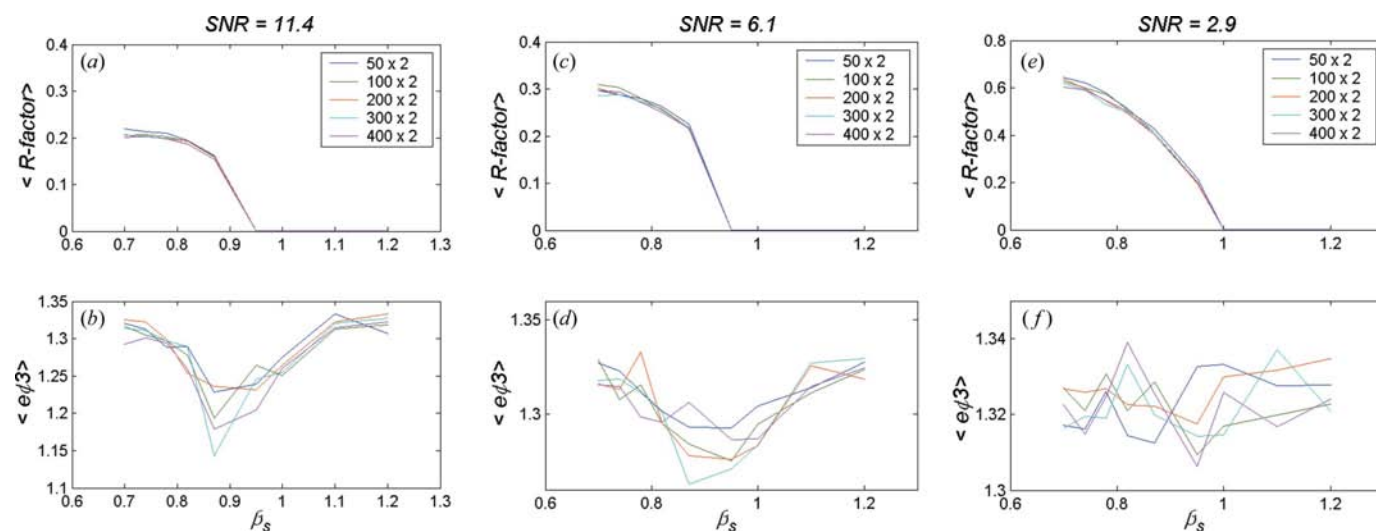 SNR = 11.4
SNR = 6.1
SNR = 2.9
(a)
50 x 2
100 x 2
200 x 2
300 x 2
400 x 2
0.4
0.3
0.2
0.1
0
< R-factor>
0.6 0.7 0.8 0.9 1 1.1 1.2 1.3
(c)
50 x 2
100 x 2
200 x 2
300 x 2
400 x 2
0.4
0.3
0.2
0.1
0
< R-factor>
0.6 0.8 1 1.2
(e)
50 x 2
100 x 2
200 x 2
300 x 2
400 x 2
0.8
0.6
0.4
0.2
0
< R-factor>
0.6 0.8 1 1.2
(b)
1.35
1.3
1.25
1.2
1.15
1.1
< e¢3>
0.6 0.7 0.8 0.9 1 1.1 1.2 1.3
(d)
1.35
1.3
< e¢3>
0.6 0.8 1 1.2
(f)
1.34
1.32
1.3
< e¢3>
0.6 0.8 1 1.2